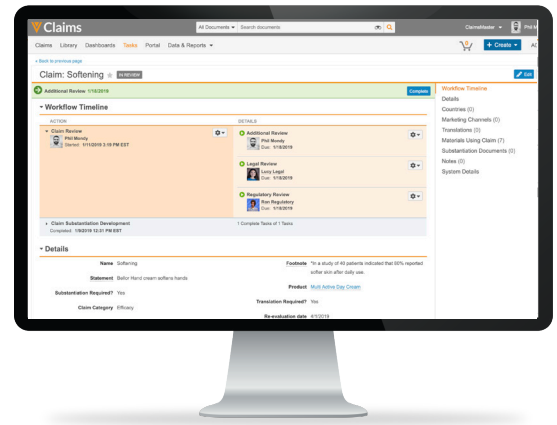 Claims
All Documents Search documents
ClaimsMaster Phil M
Claims Library Dashboards Tasks Portal Data & Reports
+ Create
Back to previous page
Claim: Softening IN REVIEW
Edit
Additional Review 1/18/2019 Complete
Workflow Timeline
ACTION DETAILS
Claim Review
Phil Mondy
Started: 1/11/2019 3:19 PM EST
Additional Review
Phil Mondy
Due: 1/18/2019
Legal Review
Lucy Legal
Due: 1/18/2019
Regulatory Review
Ron Regulatory
Due: 1/18/2019
Claim Substantiation Development
Completed: 1/9/2019 12:31 PM EST
1 Complete Tasks of 1 Tasks
Details
Name Softening
Statement Bellor Hand cream softens hands
Substantiation Required? Yes
Claim Category Efficacy
Footnote "In a study of 40 patients indicated that 90% reported
softer skin after daily use.
Product Multi Active Day Cream
Translation Required? Yes
Re-evaluation date 4/1/2019
Workflow Timeline
Details
Countries (0)
Marketing Channels (0)
Translations (0)
Materials Using Claim (7)
Substantiation Documents (0)
Notes (0)
System Details